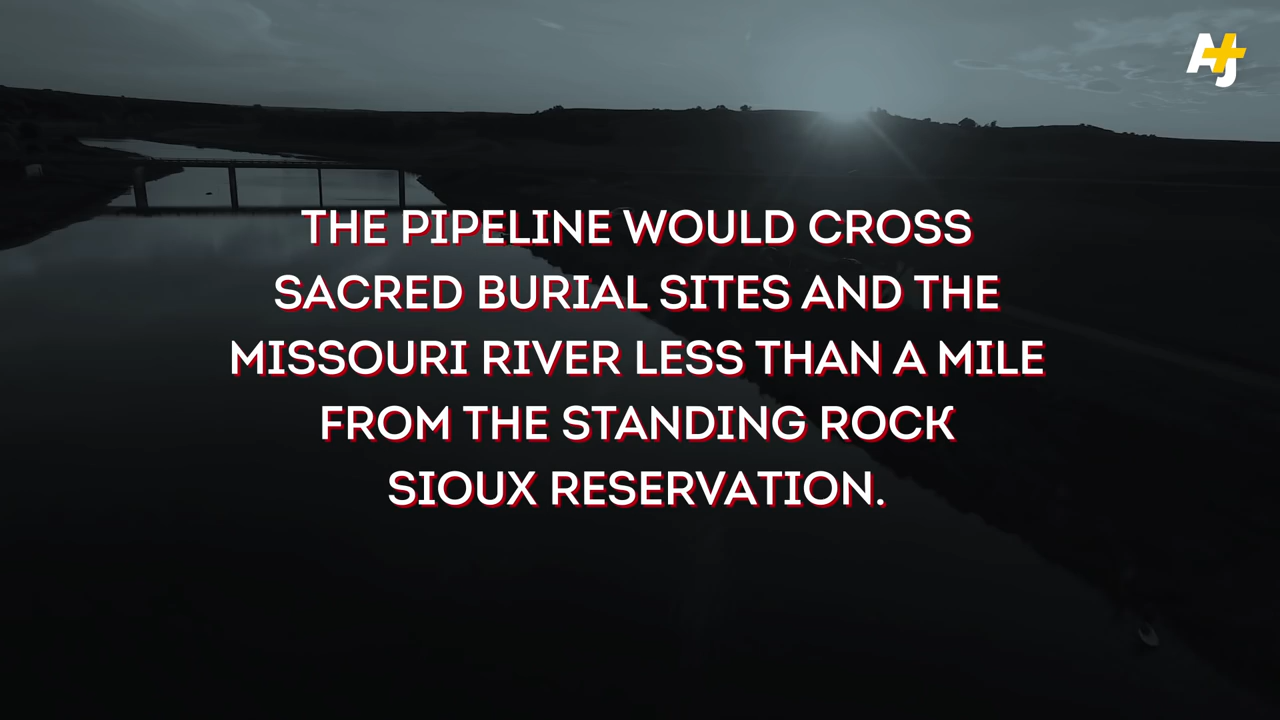 AJ+
THE PIPELINE WOULD CROSS
SACRED BURIAL SITES AND THE
MISSOURI RIVER LESS THAN A MILE
FROM THE STANDING ROCK
SIOUX RESERVATION.